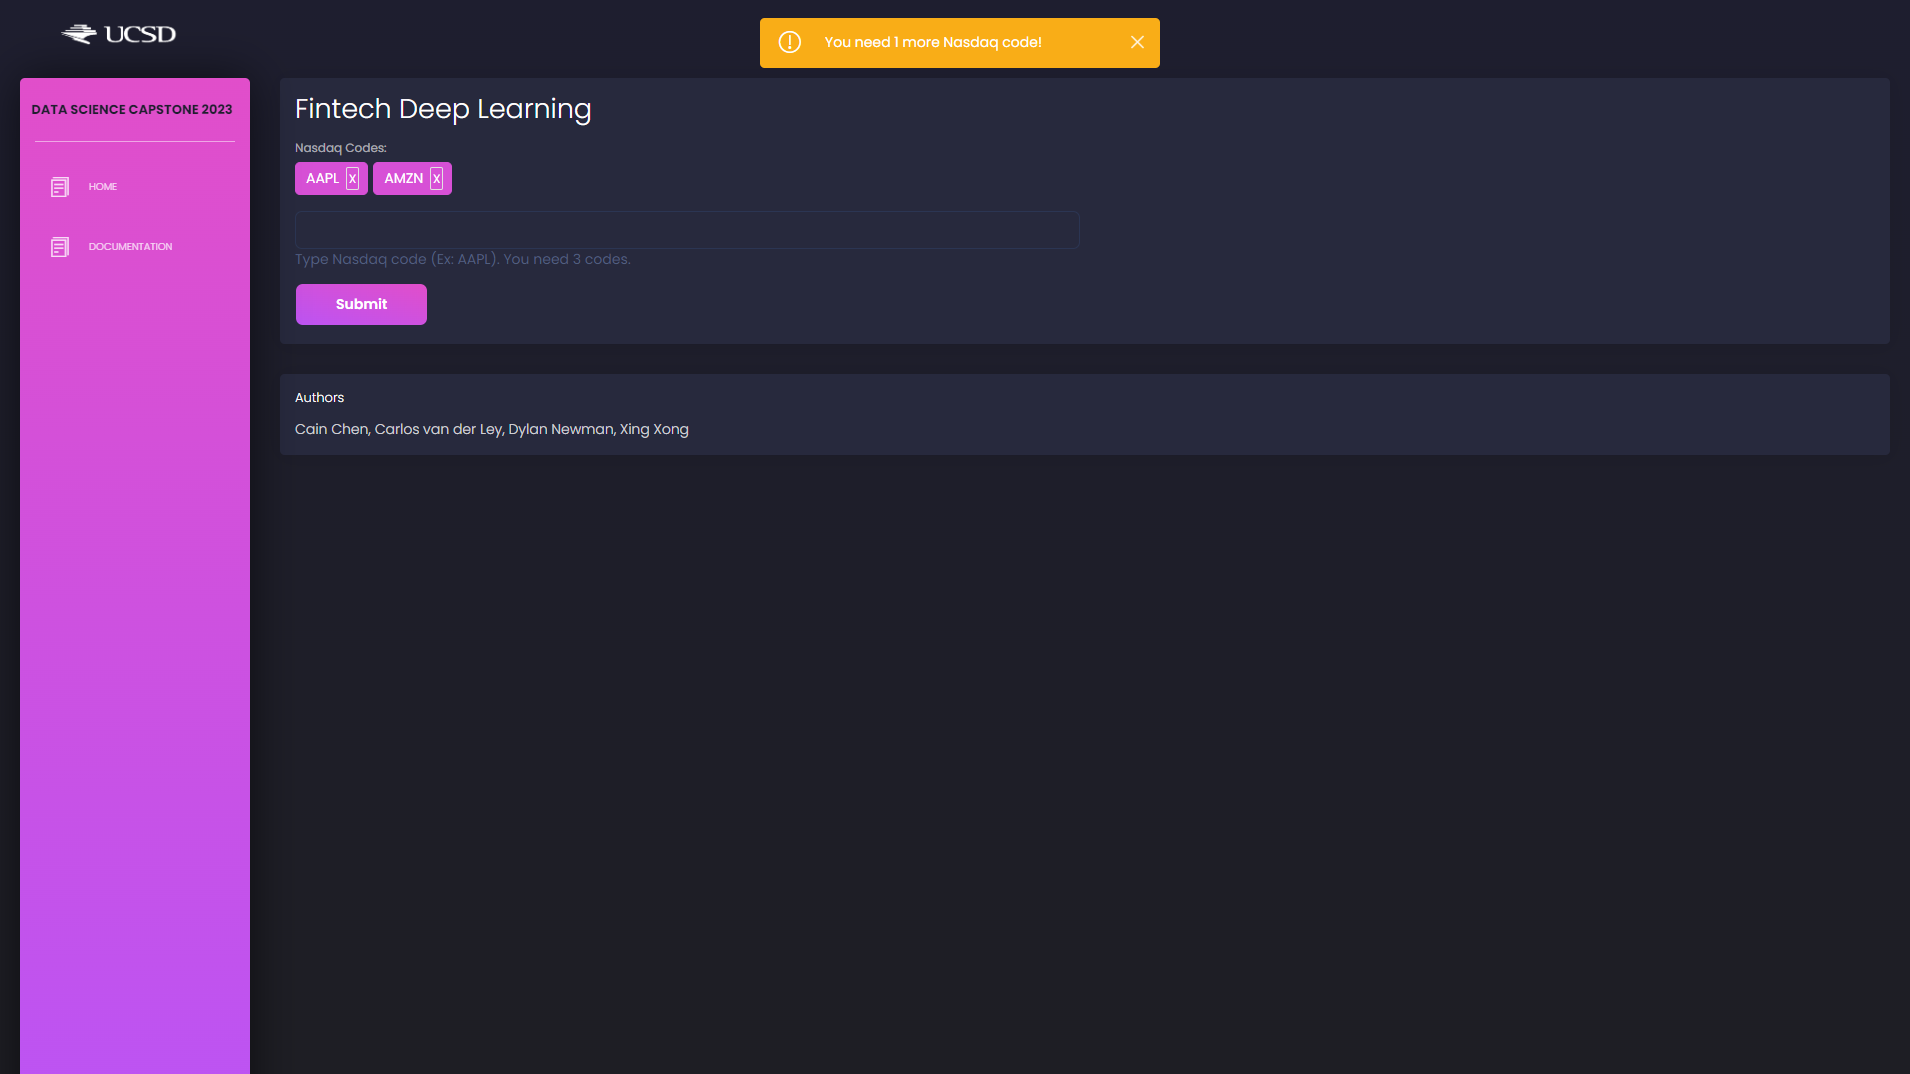 UCSD
You need 1 more Nasdaq code!
DATA SCIENCE CAPSTONE 2023
HOME
DOCUMENTATION
Fintech Deep Learning
Nasdaq Codes:
AAPL x AMZN x
Type Nasdaq code (Ex: AAPL). You need 3 codes.
Submit
Authors
Cain Chen, Carlos van der Ley, Dylan Newman, Xing Xong